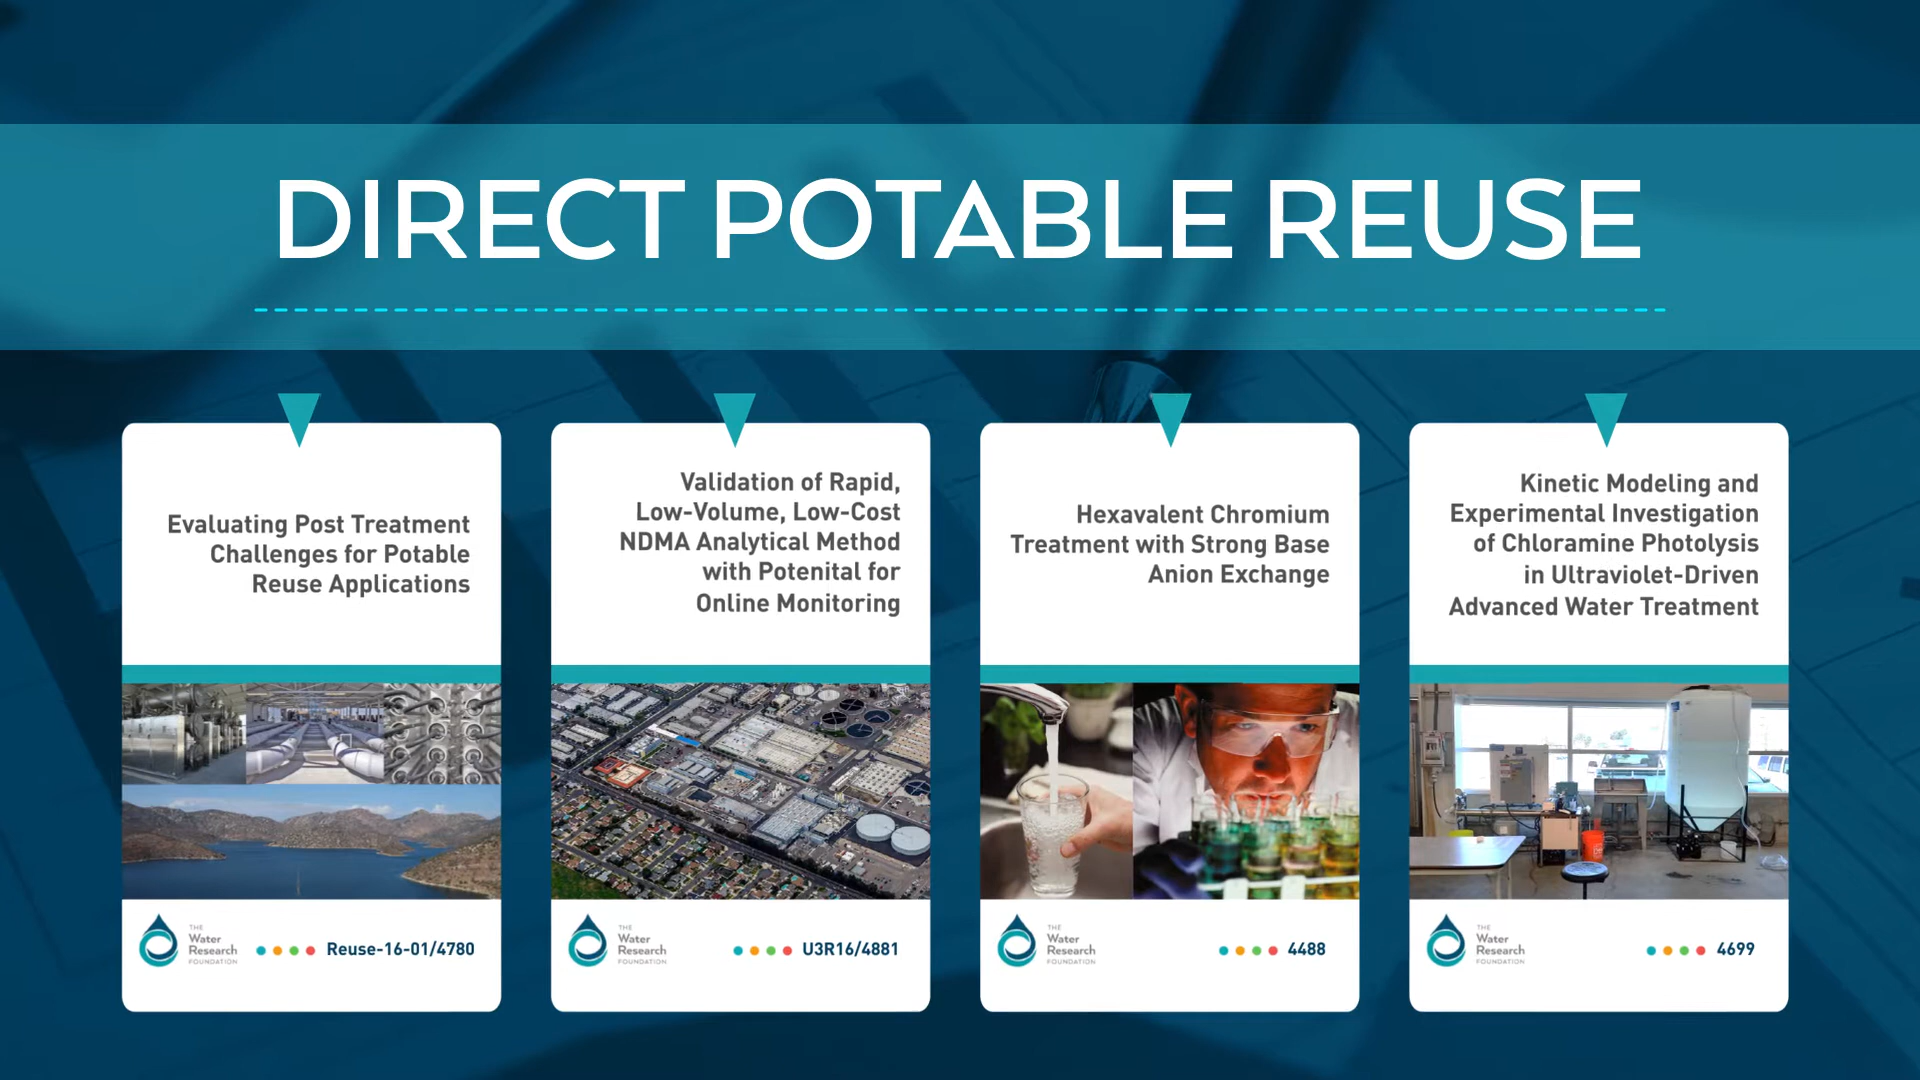 DIRECT POTABLE REUSE
Evaluating Post Treatment
Challenges for Potable
Reuse Applications
THE
Water
Research
FOUNDATION
Reuse-16-01/4780
Validation of Rapid,
Low-Volume, Low-Cost
NDMA Analytical Method
with Potenital for
Online Monitoring
THE
Water
Research
FOUNDATION
U3R16/4881
Hexavalent Chromium
Treatment with Strong Base
Anion Exchange
THE
Water
Research
FOUNDATION
4488
Kinetic Modeling and
Experimental Investigation
of Chloramine Photolysis
in Ultraviolet-Driven
Advanced Water Treatment
THE
Water
Research
FOUNDATION
4699